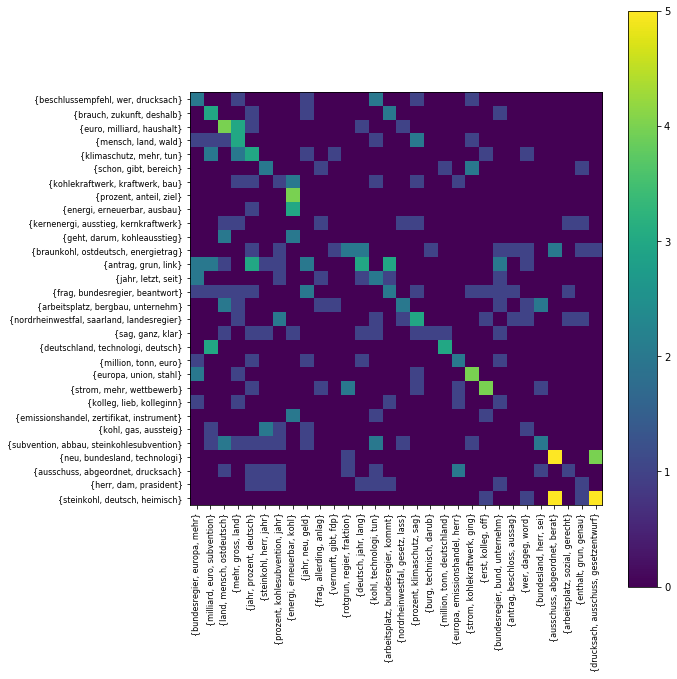 5
4
3
2
1
0
{beschlussempfehl, wer, drucksach}
{brauch, zukunft, deshalb}
{euro, milliard, haushalt}
{mensch, land, wald}
{klimaschutz, mehr, tun}
{schon, gibt, bereich}
{kohlekraftwerk, kraftwerk, bau}
{prozent, anteil, ziel}
{energi, erneuerbar, ausbau}
{kernenergi, ausstieg, kernkraftwerk}
{geht, darum, kohleausstieg}
{braunkohl, ostdeutsch, energietrag}
{antrag, grun, link}
{jahr, letzt, seit}
{frag, bundesregier, beantwort}
{arbeitsplatz, bergbau, unternehm}
{nordrheinwestfal, saarland, landesregier}
{sag, ganz, klar}
{deutschland, technologi, deutsch}
{million, tonn, euro}
{europa, union, stahl}
{strom, mehr, wettbewerb}
{kolleg, lieb, kolleginn}
{emissionshandel, zertifikat, instrument}
{kohl, gas, aussteig}
{subvention, abbau, steinkohlesubvention}
{neu, bundesland, technologi}
{ausschuss, abgeordnet, drucksach}
{herr, dam, prasident}
{steinkohl, deutsch, heimisch}
{bundesregier, europa, mehr}
{milliard, euro, subvention}
{land, mensch, ostdeutsch}
{mehr, gross, land}
{jahr, prozent, deutsch}
{steinkohl, herr, jahr}
{prozent, kohlesubvention, jahr}
{energi, erneuerbar, kohl}
{jahr, neu, geld}
{frag, allerding, anlag}
{vernunft, gibt, fdp}
{rotgrun, regier, fraktion}
{deutsch, jahr, lang}
{kohl, technologi, tun}
{arbeitsplatz, bundesregier, kommt}
{nordrheinwestfal, gesetz, lass}
{prozent, klimaschutz, sag}
{burg, technisch, darub}
{million, tonn, deutschland}
{europa, emissionshandel, herr}
{strom, kohlekraftwerk, ging}
{erst, kolleg, off}
{bundesregier, bund, unternehm}
{antrag, beschloss, aussag}
{wer, dageg, word}
{bundesland, herr, sei}
{ausschuss, abgeordnet, berat}
{arbeitsplatz, sozial, gerecht}
{enthalt, grun, genau}
{drucksach, ausschuss, gesetzentwurf}